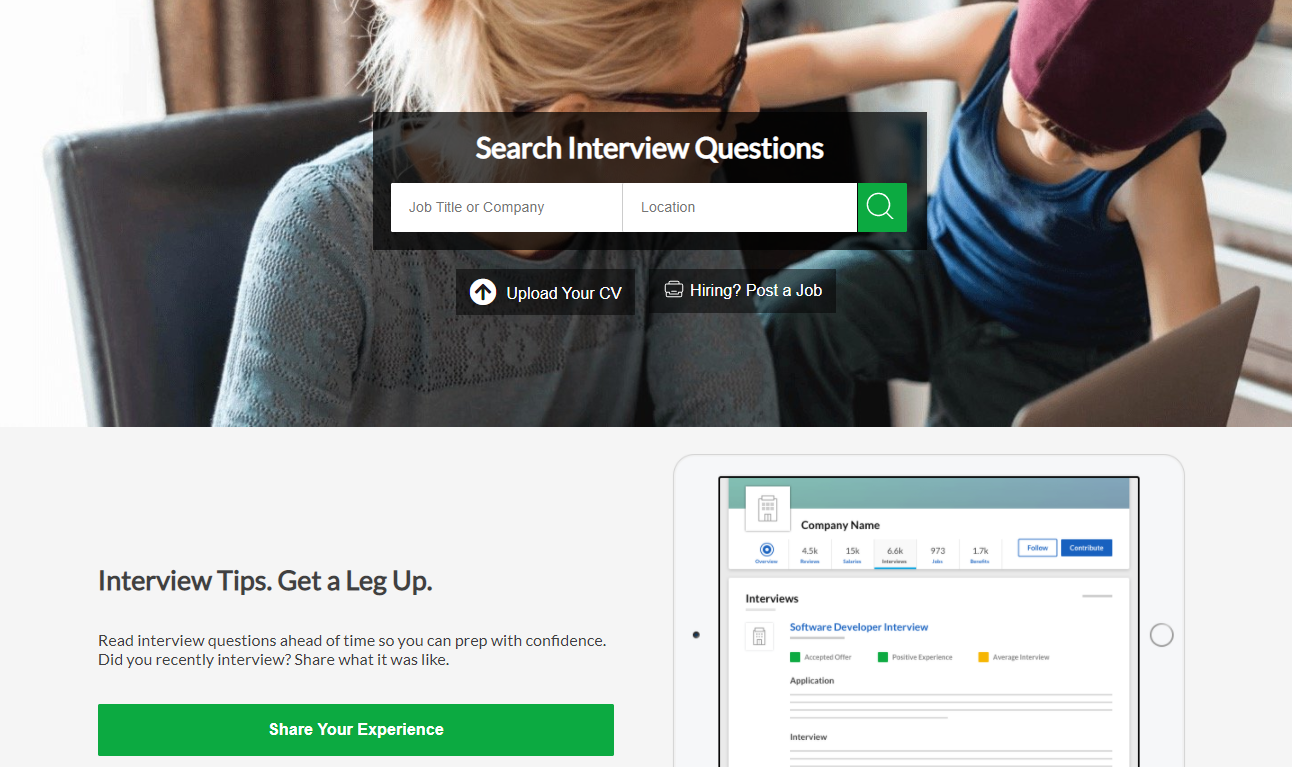 Search Interview Questions
Job Title or Company
Location
Upload Your CV
Hiring? Post a Job
Interview Tips. Get a Leg Up.
Read interview questions ahead of time so you can prep with confidence.
Did you recently interview? Share what it was like.
Share Your Experience
Company Name
4.5k 15k 6.6k 973 1.7k
Overview Reviews Salaries Interviews Jobs Benefits
Follow Contribute
Interviews
Software Developer Interview
Accepted Offer Positive Experience Average Interview
Application
Interview